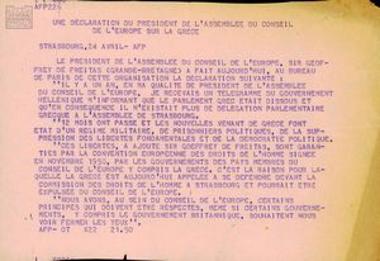 AFP226
UNE DECLARATION DU PRESIDENT DE L'ASSEMBLEE DU CONSEIL
DE L'EUROPE SUR LA GRECE
STRASBOURG, 24 AVRIL- AFP
LE PRESIDENT DE L'ASSEMBLEE DU CONSEIL DE L'EUROPE, SIR GEOF-
FREY DE FREITAS (GRANDE-BRETAGNE) A FAIT AUJOURD'HUI, AU BUREAU
DE PARIS DE CETTE ORGANISATION LA DECLARATION SUIVANTE :
"IL Y A UN AN, EN MA QUALITE DE PRESIDENT DE L'ASSEMBLEE
DU CONSEIL DE L'EUROPE, JE RECEVAIS UN TELEGRAMME DU GOUVERNEMENT
HELLENIQUE M'INFORMANT QUE LE PARLEMENT GREC ETAIT DISSOUS ET
QU'EN CONSEQUENCE IL N'EXISTAIT PLUS DE DELEGATION PARLEMENTAIRE
GRECQUE A L'ASSEMBLEE DE STRASBOURG.
"12 MOIS ONT PASSE ET LES NOUVELLES VENANT DE GRECE FONT
ETAT D'UN REGIME MILITAIRE, DE PRISONNIERS POLITIQUES, DE LA SUP-
PRESSION DES LIBERTES FONDAMENTALES ET DE LA DEMOCRATIE POLITIQUE.
"CES LIBERTES, A AJOUTE SIR GEOFFREY DE FREITAS, SONT GARAN-
TIES PAR LA CONVENTION EUROPEENNE DES DROITS DE L'HOMME SIGNEE
EN NOVEMBRE 1950, PAR LES GOUVERNEMENTS DES PAYS MEMBRES DU
CONSEIL DE L'EUROPE Y COMPRIS LA GRECE. C'EST LA RAISON POUR LA-
QUELLE LA GRECE EST AUJOURD'HUI APPELEE A SE DEFENDRE DEVANT LA
COMMISSION DES DROITS DE L'HOMME A STRASBOURG ET POURRAIT ETRE
EXPULSEE DU CONSEIL DE L'EUROPE.
"NOUS AVONS, AU SEIN DU CONSEIL DE L'EUROPE, CERTAINS
PRINCIPES QUI DOIVENT ETRE RESPECTES, MEME SI CERTAINS GOUVERNE-
MENTS, Y COMPRIS LE GOUVERNEMENT BRITANNIQUE, SOUHAITENT NOUS
VOIR FERMER LES YEUX".
AFP- OT 622 21.50